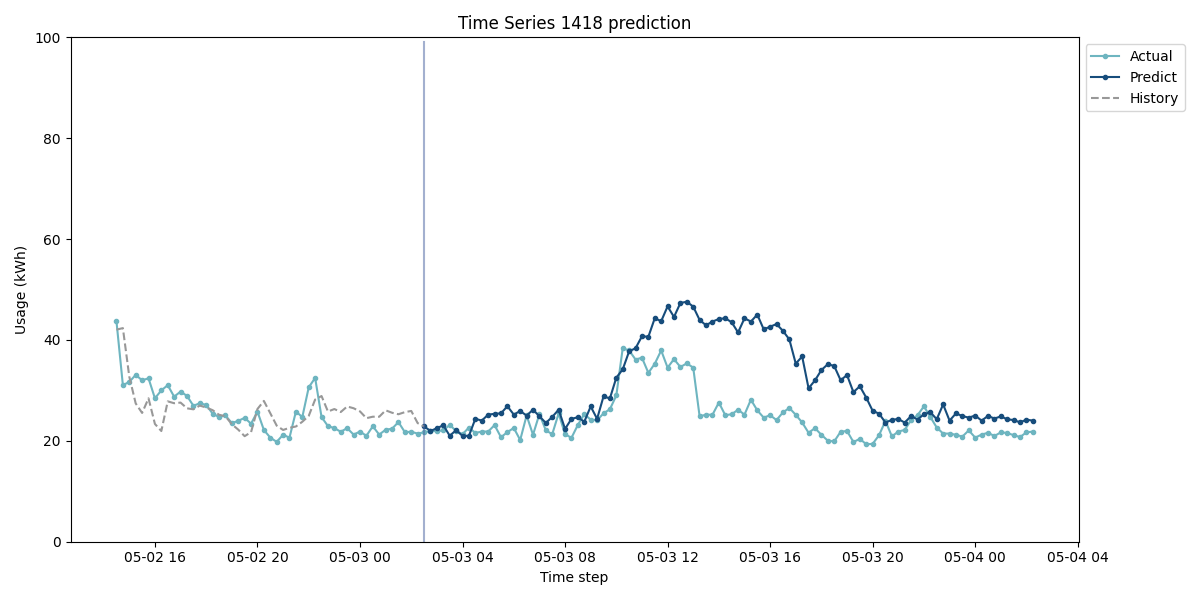 Time Series 1418 prediction
Usage (kWh)
100
80
60
40
20
0
05-02 16
05-02 20
05-03 00
05-03 04
05-03 08
05-03 12
05-03 16
05-03 20
05-04 00
05-04 04
Time step
Actual
Predict
History